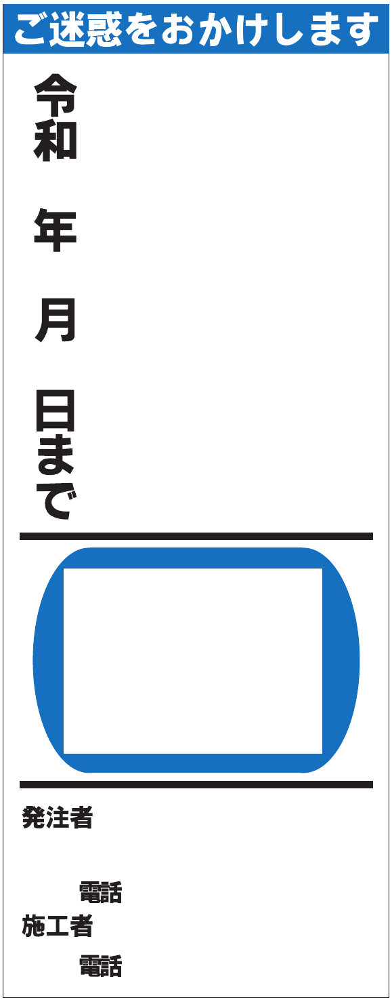 ご迷惑をおかけします
令和　年　月　日まで
発注者
電話
施工者
電話